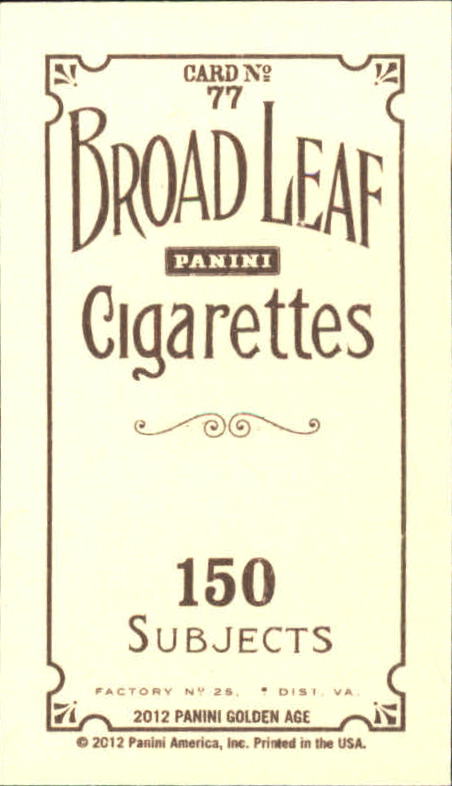 CARD Nº
77
BROAD LEAF
PANINI
Cigarettes
150
SUBJECTS
FACTORY Nº 25, DIST. VA.
2012 PANINI GOLDEN AGE
© 2012 Panini America, Inc. Printed in the USA.